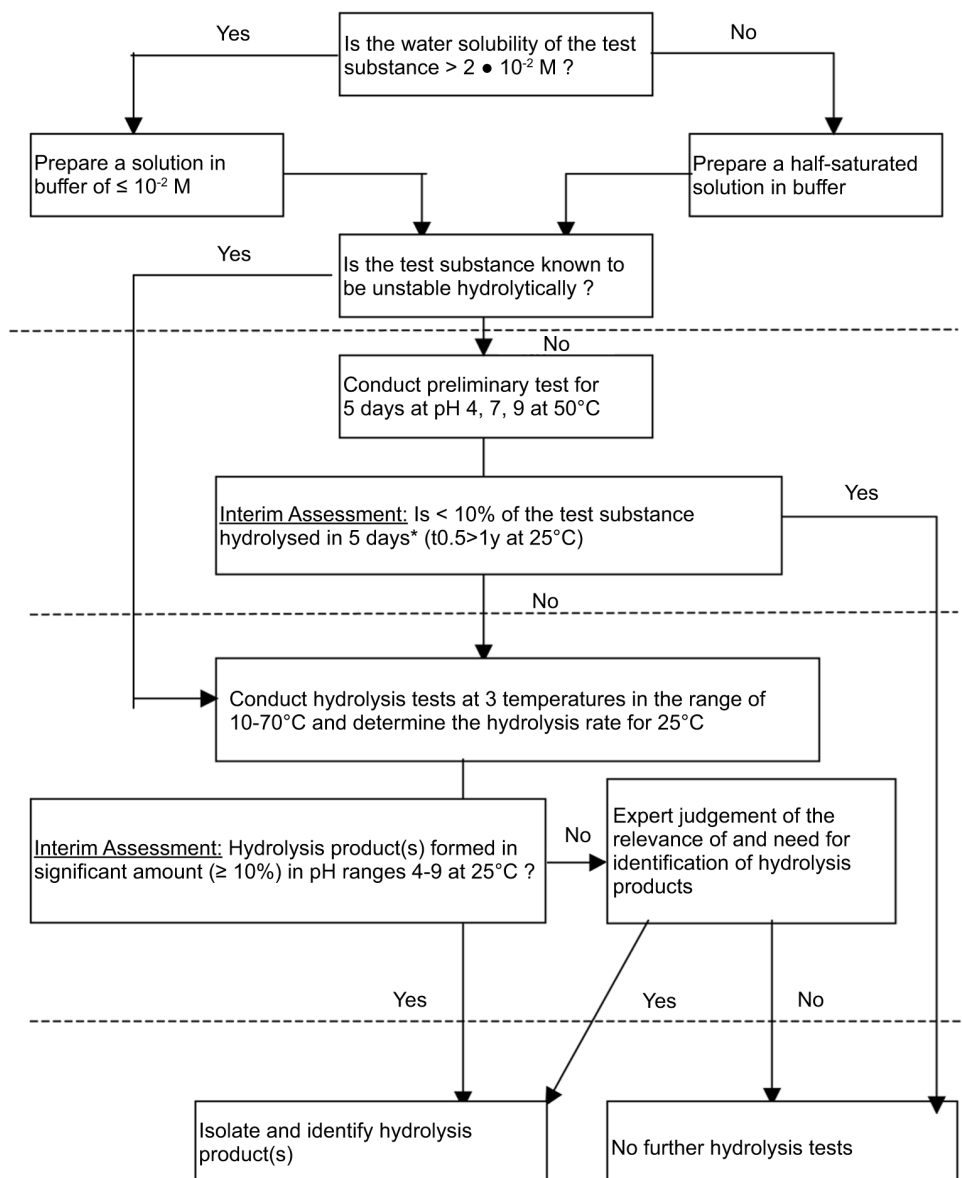 Yes
Is the water solubility of the test
substance > 2 ● 10⁻² M ?
No
Prepare a solution in
buffer of ≤ 10⁻² M
Prepare a half-saturated
solution in buffer
Yes
Is the test substance known to
be unstable hydrolytically ?
No
Conduct preliminary test for
5 days at pH 4, 7, 9 at 50°C
Interim Assessment: Is < 10% of the test substance
hydrolysed in 5 days* (t0.5>1y at 25°C)
Yes
No
Conduct hydrolysis tests at 3 temperatures in the range of
10-70°C and determine the hydrolysis rate for 25°C
Interim Assessment: Hydrolysis product(s) formed in
significant amount (≥ 10%) in pH ranges 4-9 at 25°C ?
No
Expert judgement of the
relevance of and need for
identification of hydrolysis
products
Yes
Yes
No
Isolate and identify hydrolysis
product(s)
No further hydrolysis tests